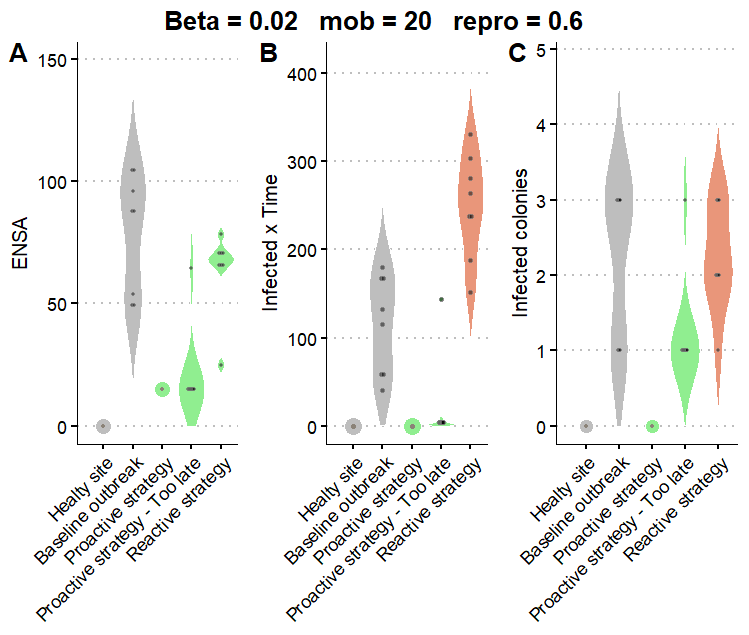 Beta = 0.02 mob = 20 repro = 0.6
A
ENSA
150
100
50
0
Healty site
Baseline outbreak
Proactive strategy
Proactive strategy - Too late
Reactive strategy
B
Infected x Time
400
300
200
100
0
Healty site
Baseline outbreak
Proactive strategy
Proactive strategy - Too late
Reactive strategy
C
Infected colonies
5
4
3
2
1
0
Healty site
Baseline outbreak
Proactive strategy
Proactive strategy - Too late
Reactive strategy